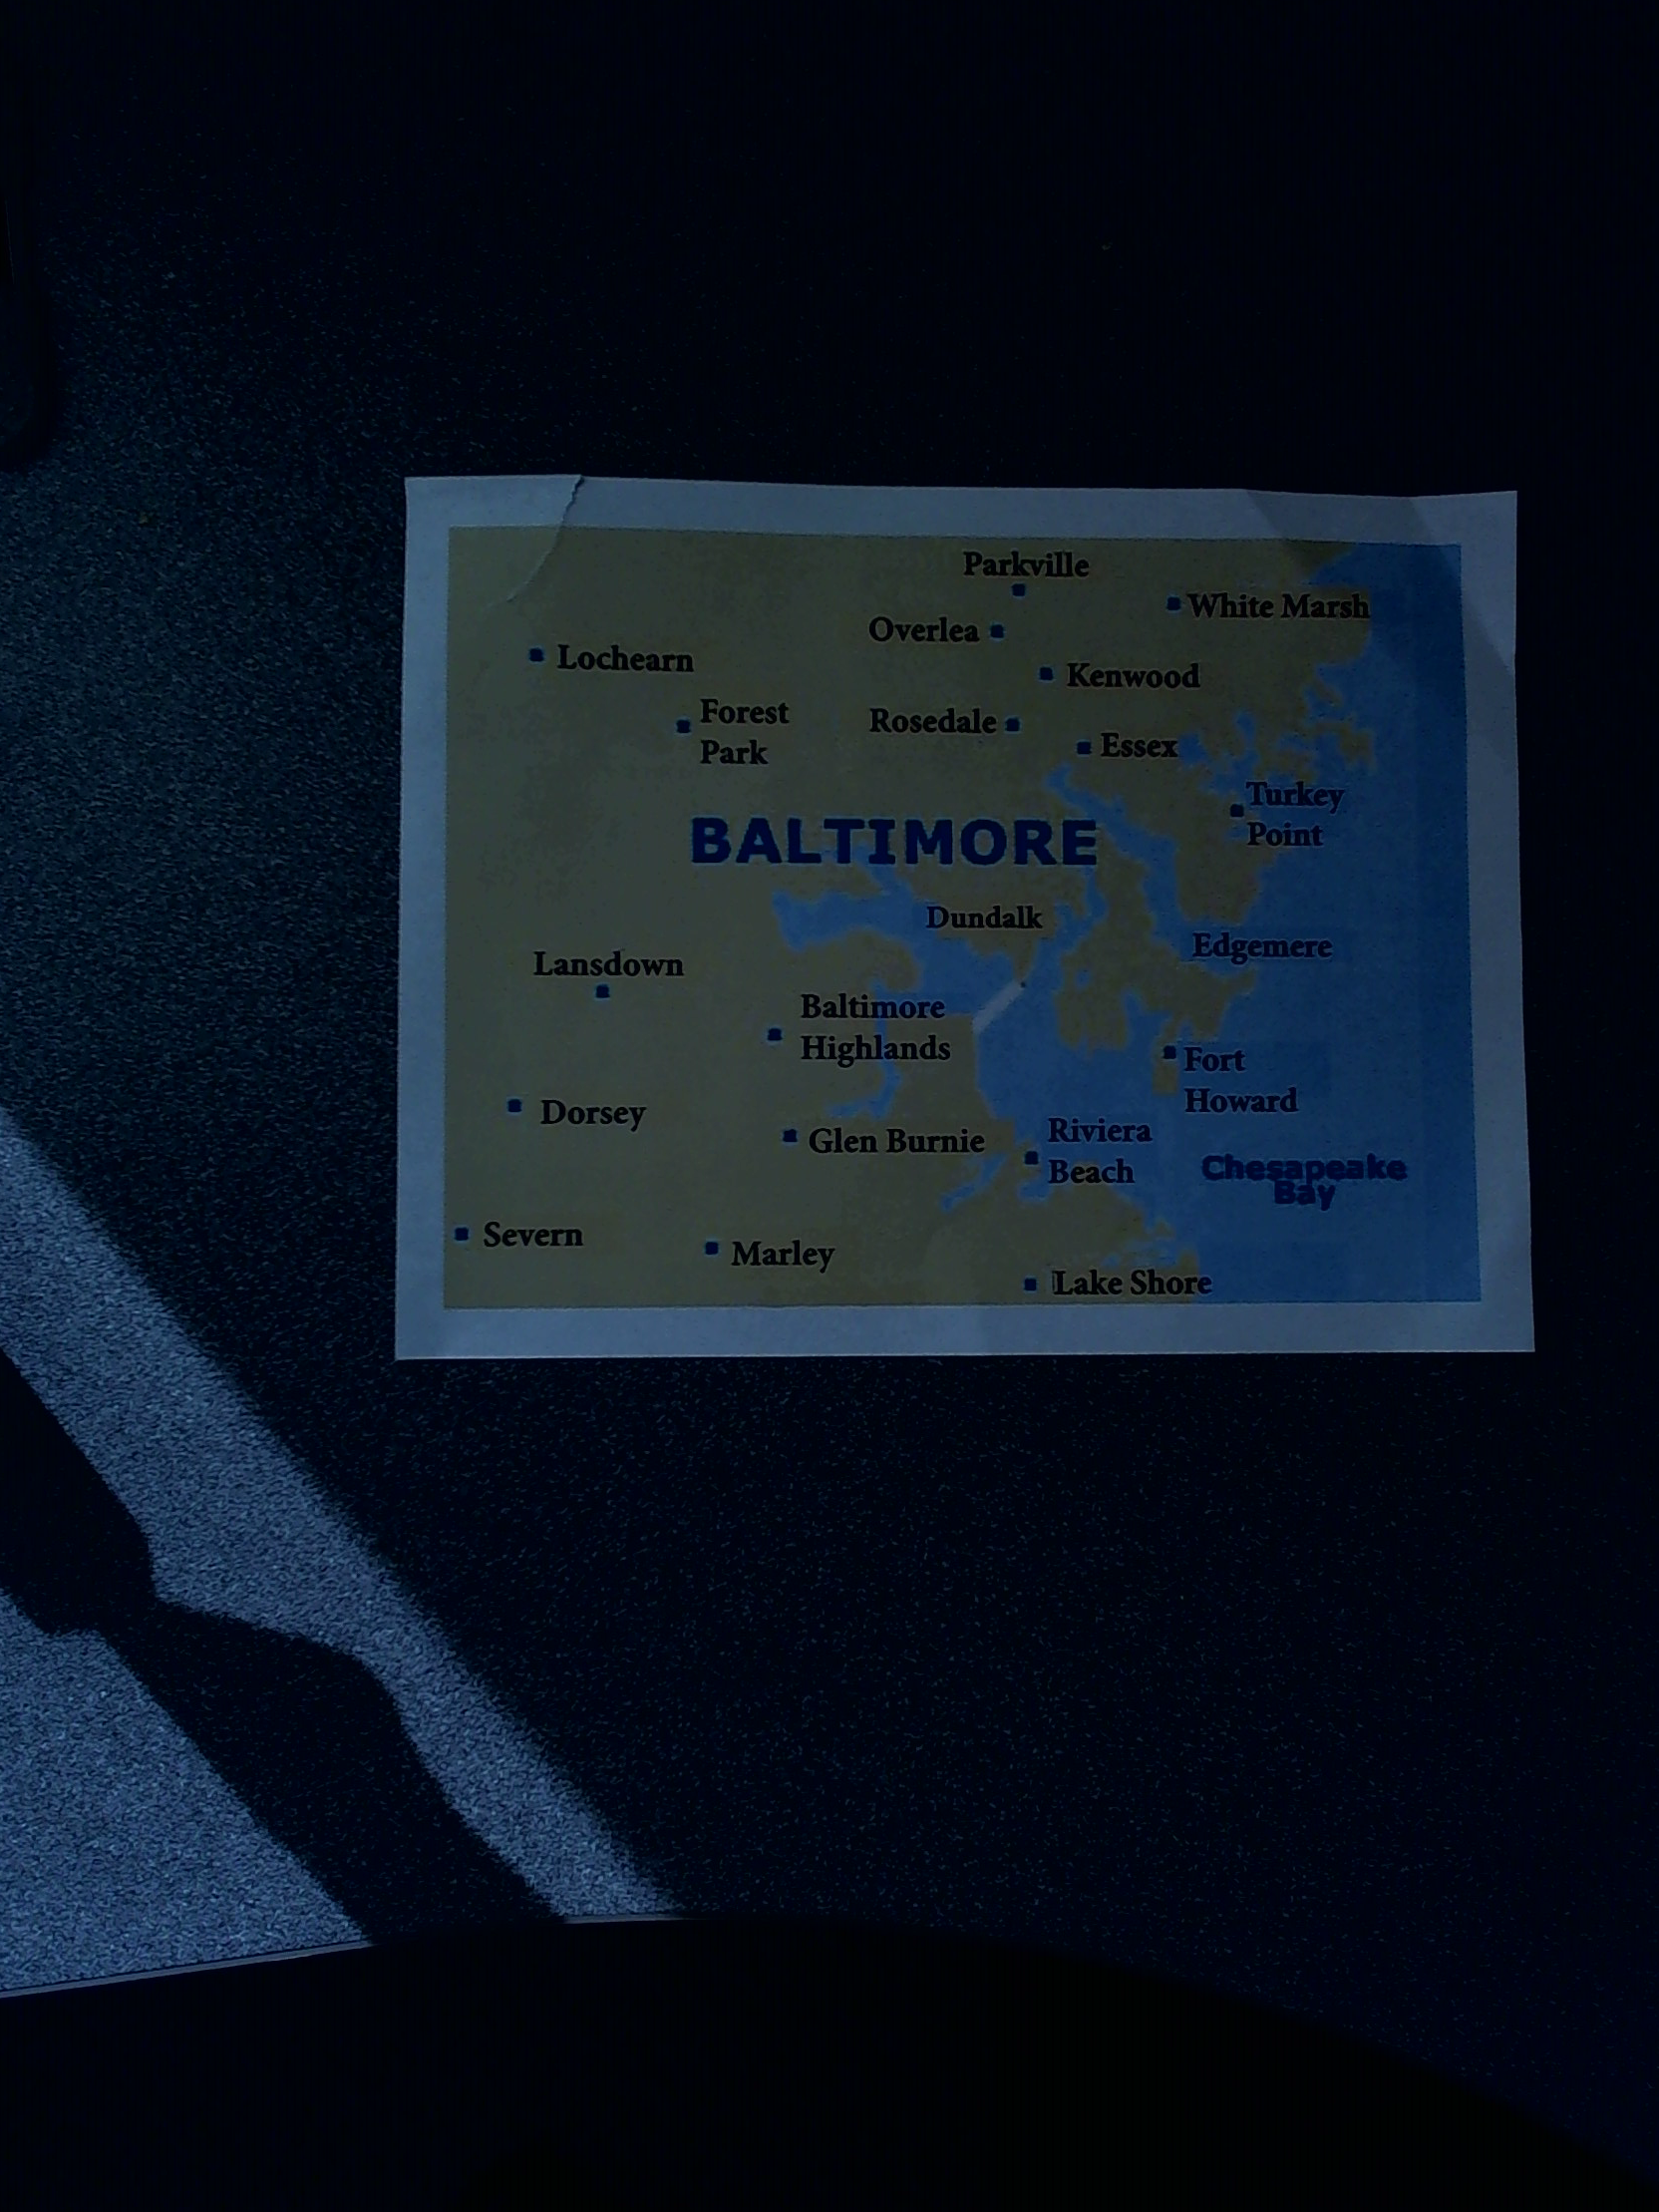 Parkville
White Marsh
Overlea
Lochearn
Kenwood
Forest
Park
Rosedale
Essex
Turkey
Point
BALTIMORE
Dundalk
Edgemere
Lansdown
Baltimore
Highlands
Fort
Howard
Dorsey
Glen Burnie
Riviera
Beach
Chesapeake
Bay
Severn
Marley
Lake Shore